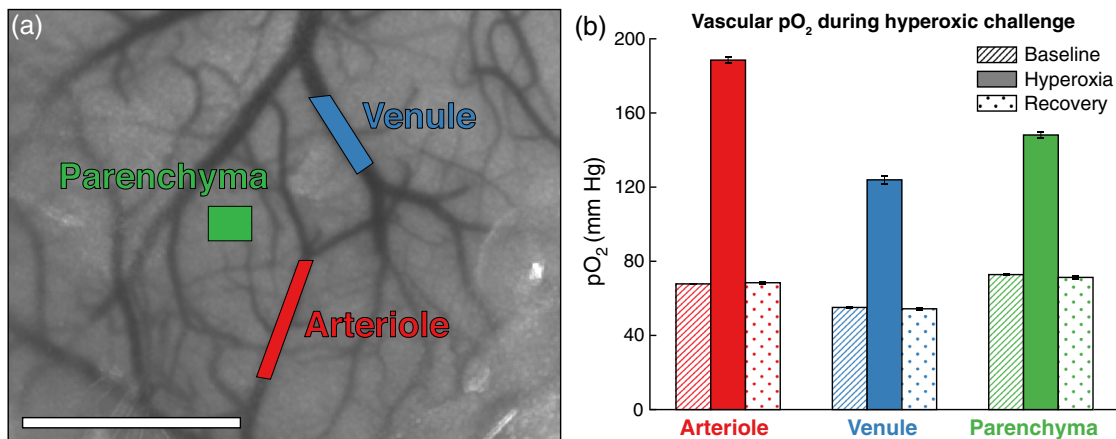 (a)
Venule
Parenchyma
Arteriole
(b)
Vascular pO2 during hyperoxic challenge
Baseline
Hyperoxia
Recovery
pO2 (mm Hg)
200
160
120
80
40
0
Arteriole
Venule
Parenchyma